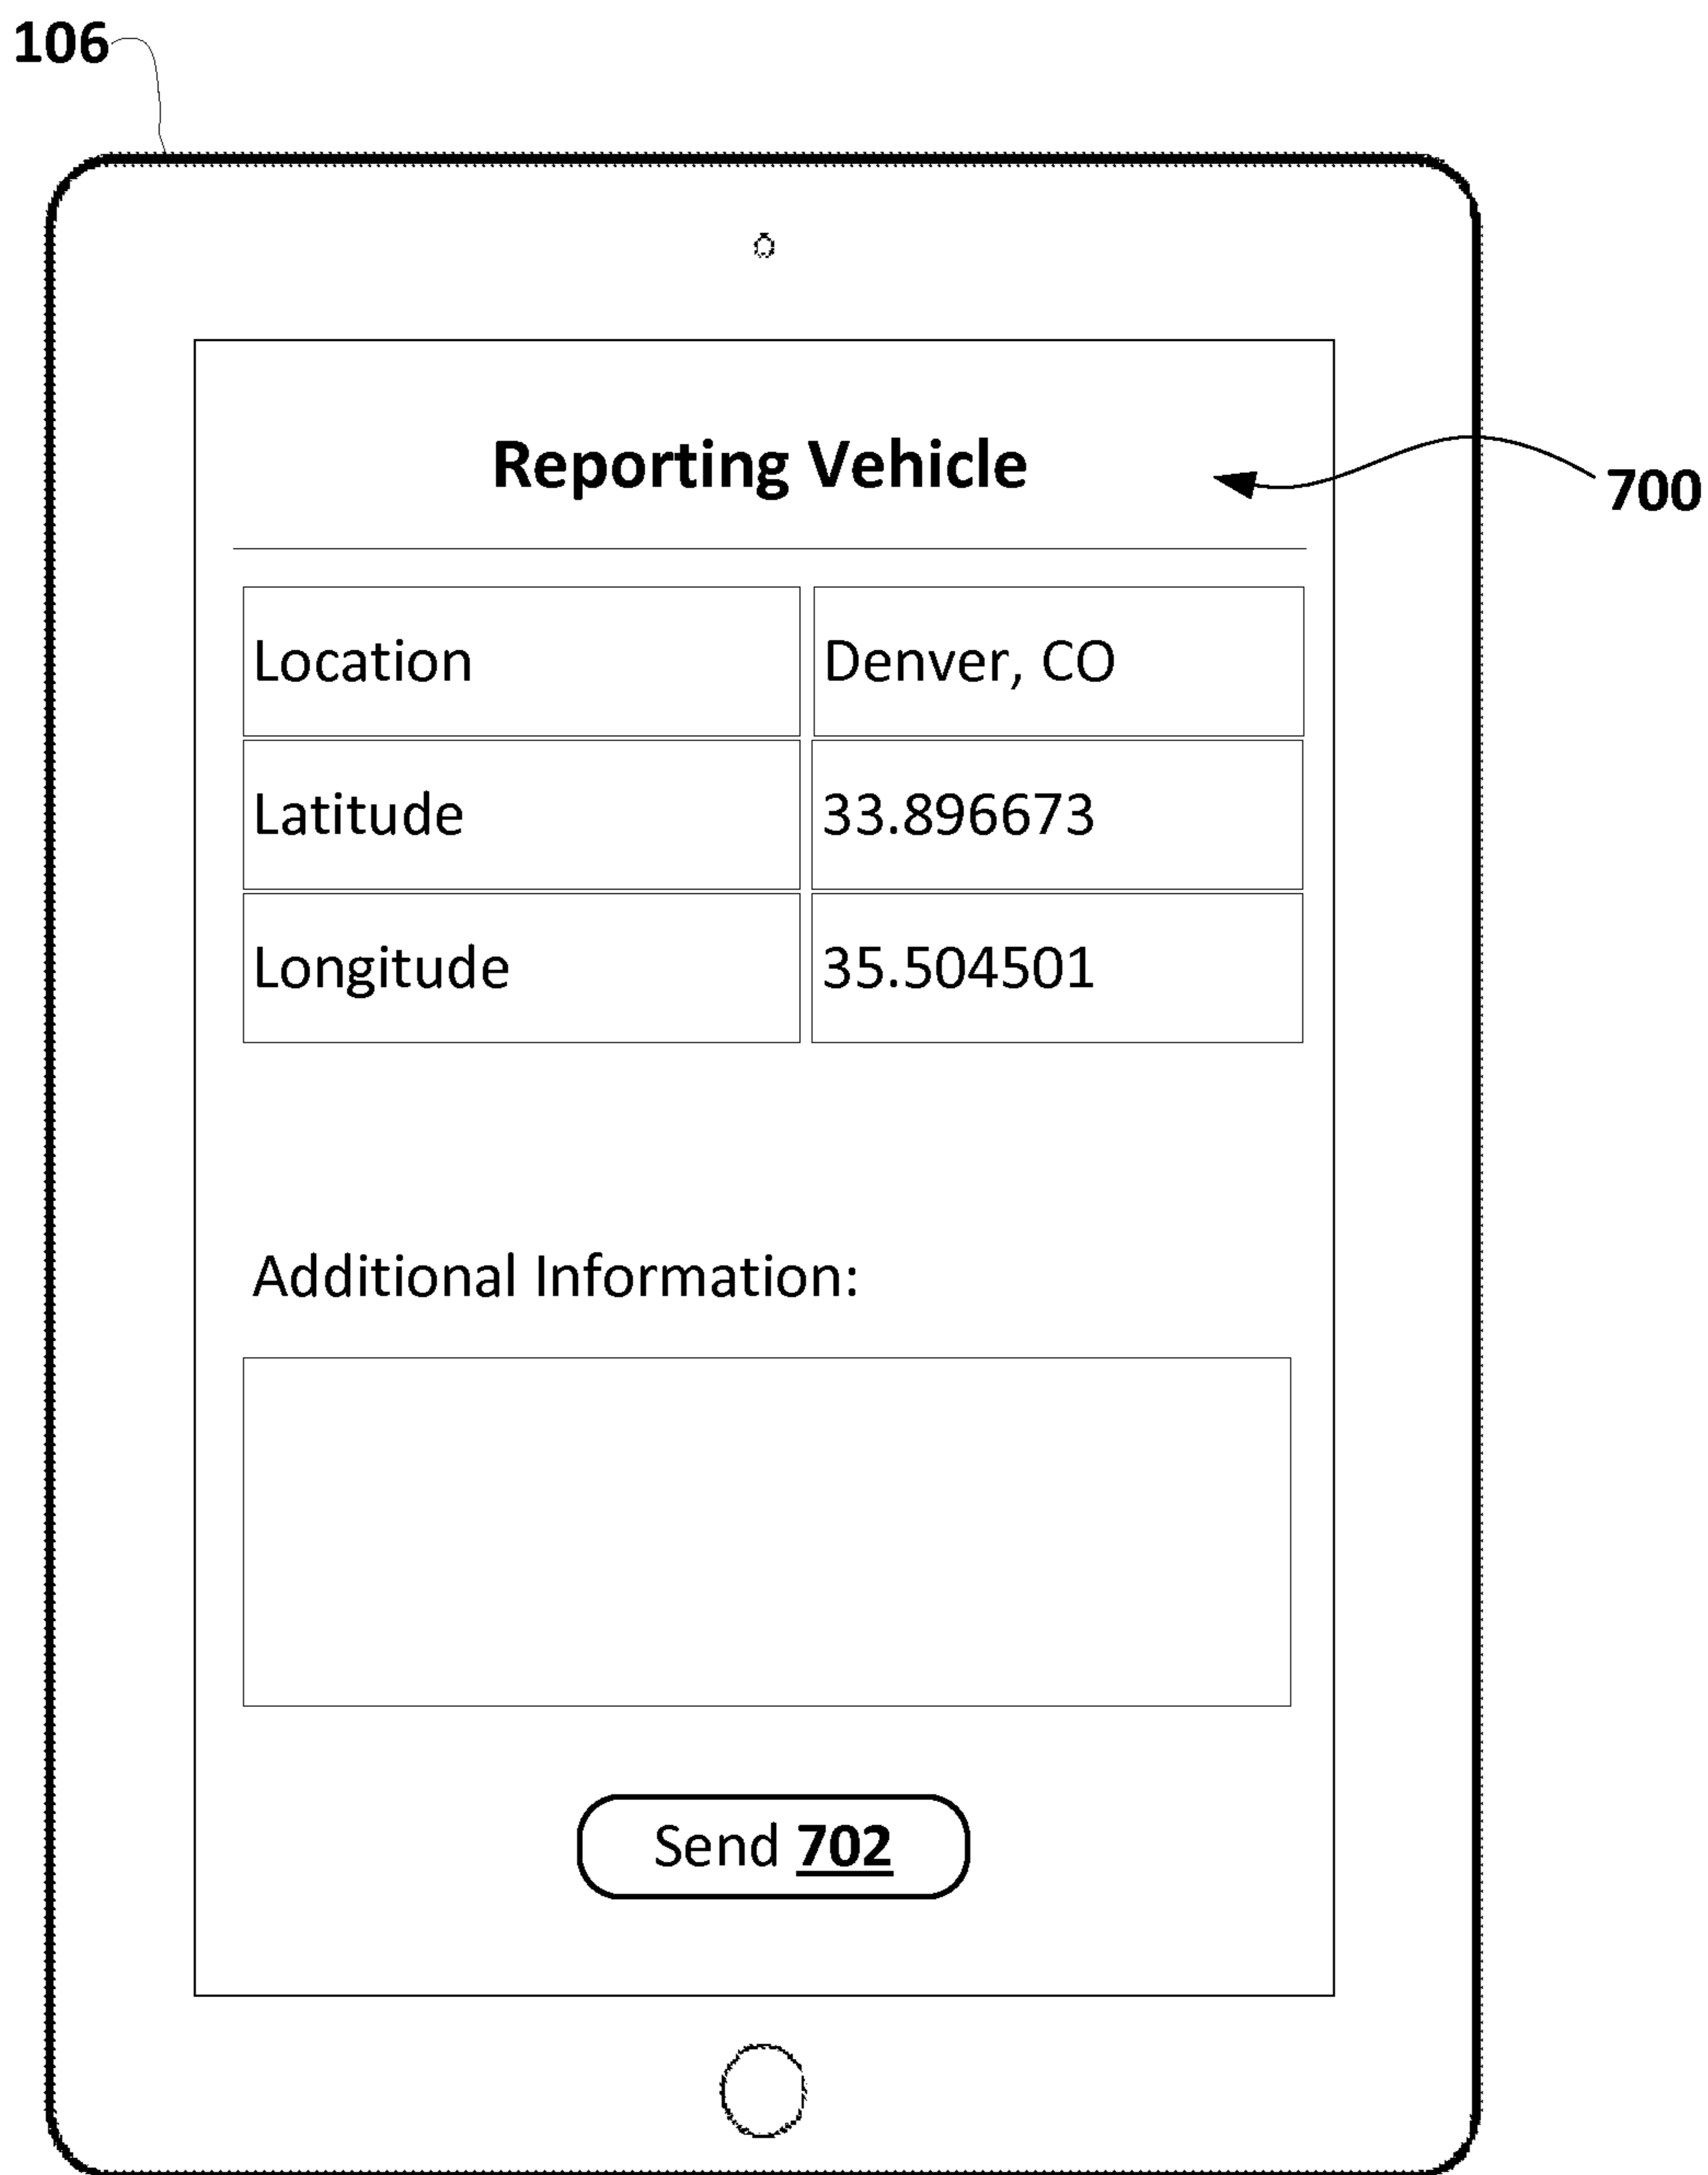 106
Reporting Vehicle
700
Location Denver, CO
Latitude 33.896673
Longitude 35.504501
Additional Information:
Send 702